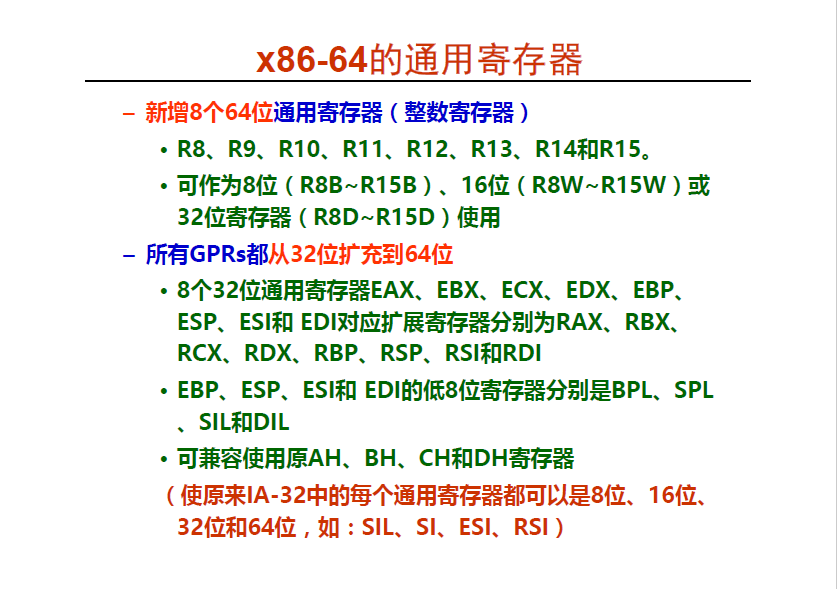 x86-64的通用寄存器
– 新增8个64位通用寄存器（整数寄存器）
• R8、R9、R10、R11、R12、R13、R14和R15。
• 可作为8位（R8B~R15B）、16位（R8W~R15W）或
32位寄存器（R8D~R15D）使用
– 所有GPRs都从32位扩充到64位
• 8个32位通用寄存器EAX、EBX、ECX、EDX、EBP、
ESP、ESI和 EDI对应扩展寄存器分别为RAX、RBX、
RCX、RDX、RBP、RSP、RSI和RDI
• EBP、ESP、ESI和 EDI的低8位寄存器分别是BPL、SPL
、SIL和DIL
• 可兼容使用原AH、BH、CH和DH寄存器
（使原来IA-32中的每个通用寄存器都可以是8位、16位、
32位和64位，如：SIL、SI、ESI、RSI）